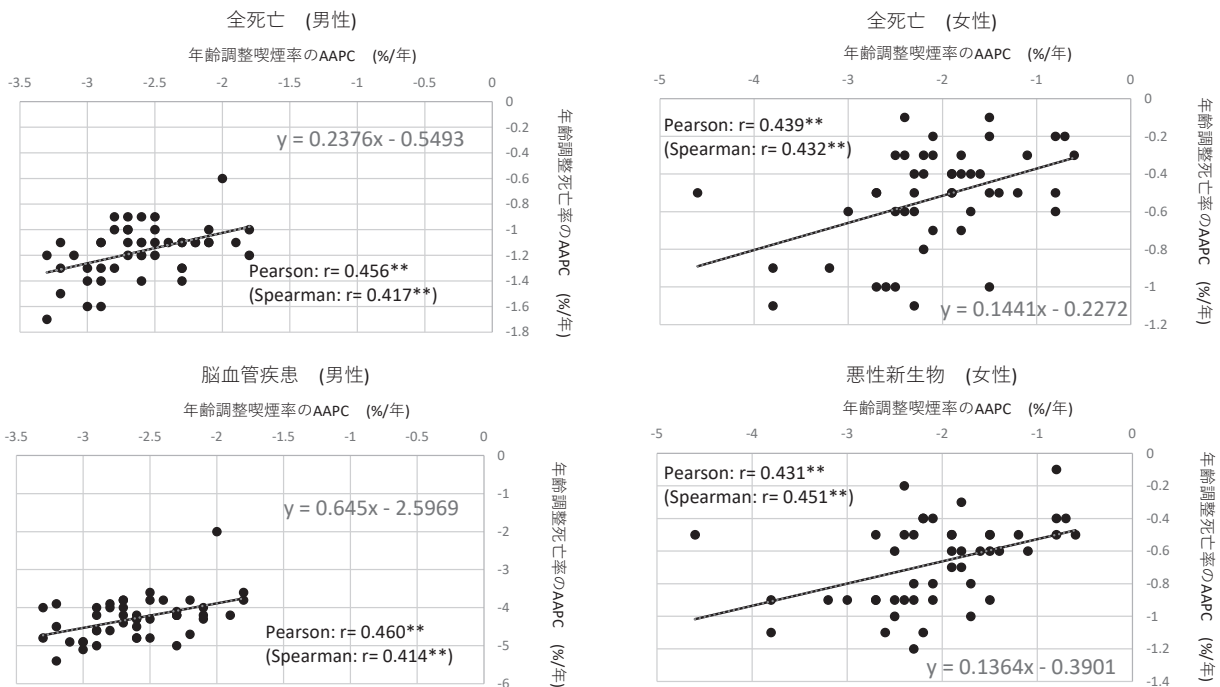 全死亡 (男性)
年齢調整喫煙率のAAPC (%/年)
-3.5 -3 -2.5 -2 -1.5 -1 -0.5 0
0
-0.2
-0.4
-0.6
-0.8
-1
-1.2
-1.4
-1.6
-1.8
年齢調整死亡率のAAPC (%/年)
y = 0.2376x - 0.5493
Pearson: r= 0.456**
(Spearman: r= 0.417**)
全死亡 (女性)
年齢調整喫煙率のAAPC (%/年)
-5 -4 -3 -2 -1 0
0
-0.2
-0.4
-0.6
-0.8
-1
-1.2
年齢調整死亡率のAAPC (%/年)
Pearson: r= 0.439**
(Spearman: r= 0.432**)
y = 0.1441x - 0.2272
脳血管疾患 (男性)
年齢調整喫煙率のAAPC (%/年)
-3.5 -3 -2.5 -2 -1.5 -1 -0.5 0
0
-1
-2
-3
-4
-5
-6
年齢調整死亡率のAAPC (%/年)
y = 0.645x - 2.5969
Pearson: r= 0.460**
(Spearman: r= 0.414**)
悪性新生物 (女性)
年齢調整喫煙率のAAPC (%/年)
-5 -4 -3 -2 -1 0
0
-0.2
-0.4
-0.6
-0.8
-1
-1.2
-1.4
年齢調整死亡率のAAPC (%/年)
Pearson: r= 0.431**
(Spearman: r= 0.451**)
y = 0.1364x - 0.3901